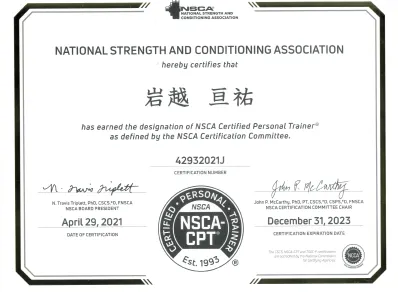 NSCA®
NATIONAL STRENGTH AND
CONDITIONING ASSOCIATION
NATIONAL STRENGTH AND CONDITIONING ASSOCIATION
hereby certifies that
岩越 亘祐
has earned the designation of NSCA Certified Personal Trainer®
as defined by the NSCA Certification Committee.
42932021J
CERTIFICATION NUMBER
N. Travis Triplett
John P. McCarthy
N. Travis Triplett, PhD, CSCS,*D, FNSCA
NSCA BOARD PRESIDENT
John P. McCarthy, PhD, PT, CSCS,*D, CSPS,*D, FNSCA
NSCA CERTIFICATION COMMITTEE CHAIR
April 29, 2021
DATE OF CERTIFICATION
December 31, 2023
CERTIFICATION EXPIRATION DATE
CERTIFIED · PERSONAL · TRAINER
NSCA
NSCA-
CPT®
Est. 1993
®